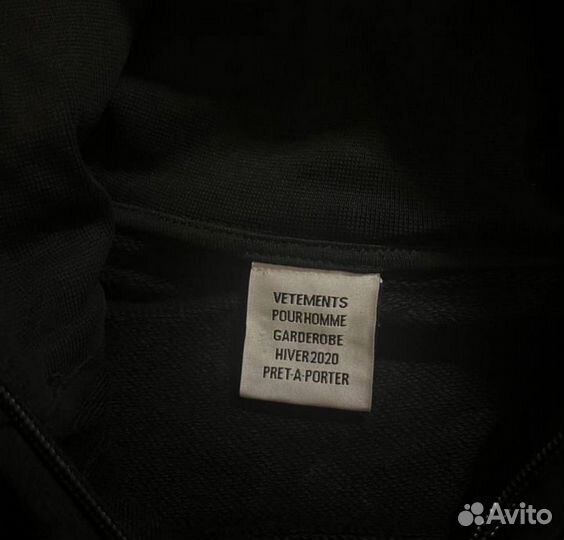 VETEMENTS
POUR HOMME
GARDEROBE
HIVER 2020
PRET-A-PORTER
Avito